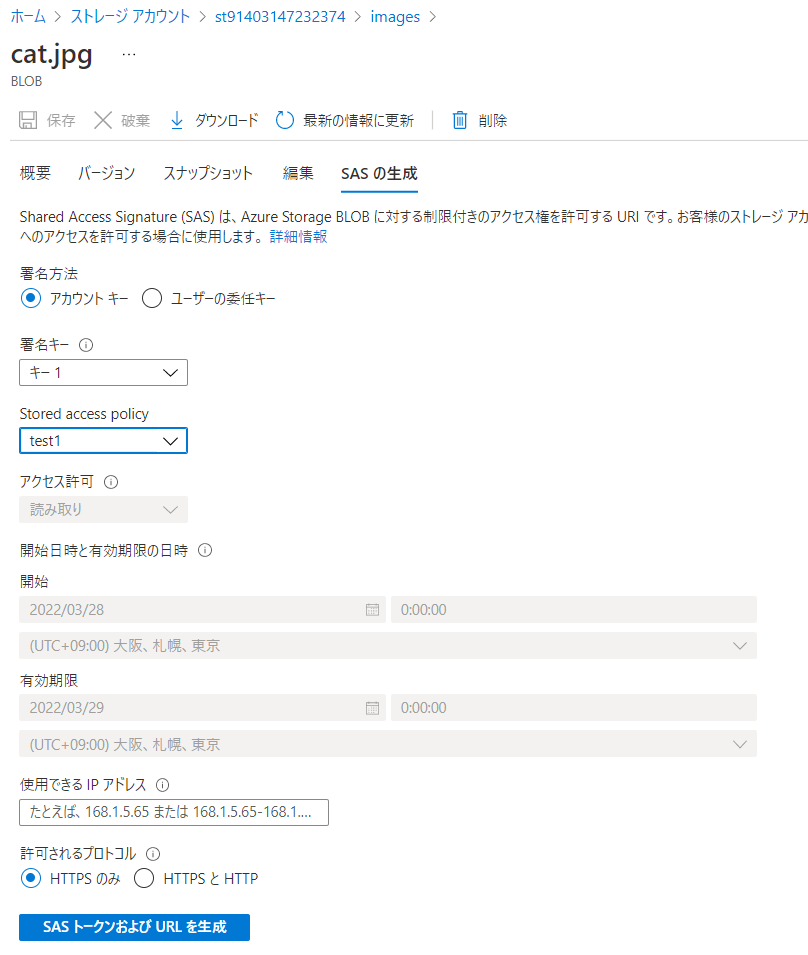 ホーム > ストレージ アカウント > st91403147232374 > images >
cat.jpg ...
BLOB
保存 破棄 ダウンロード 最新の情報に更新 削除
概要 バージョン スナップショット 編集 SAS の生成
Shared Access Signature (SAS) は、Azure Storage BLOB に対する制限付きのアクセス権を許可する URI です。お客様のストレージ アカ
へのアクセスを許可する場合に使用します。 詳細情報
署名方法
アカウント キー ユーザーの委任キー
署名キー
キー 1
Stored access policy
test1
アクセス許可
読み取り
開始日時と有効期限の日時
開始
2022/03/28 0:00:00
(UTC+09:00) 大阪、札幌、東京
有効期限
2022/03/29 0:00:00
(UTC+09:00) 大阪、札幌、東京
使用できる IP アドレス
たとえば、168.1.5.65 または 168.1.5.65-168.1....
許可されるプロトコル
HTTPS のみ HTTPS と HTTP
SAS トークンおよび URL を生成